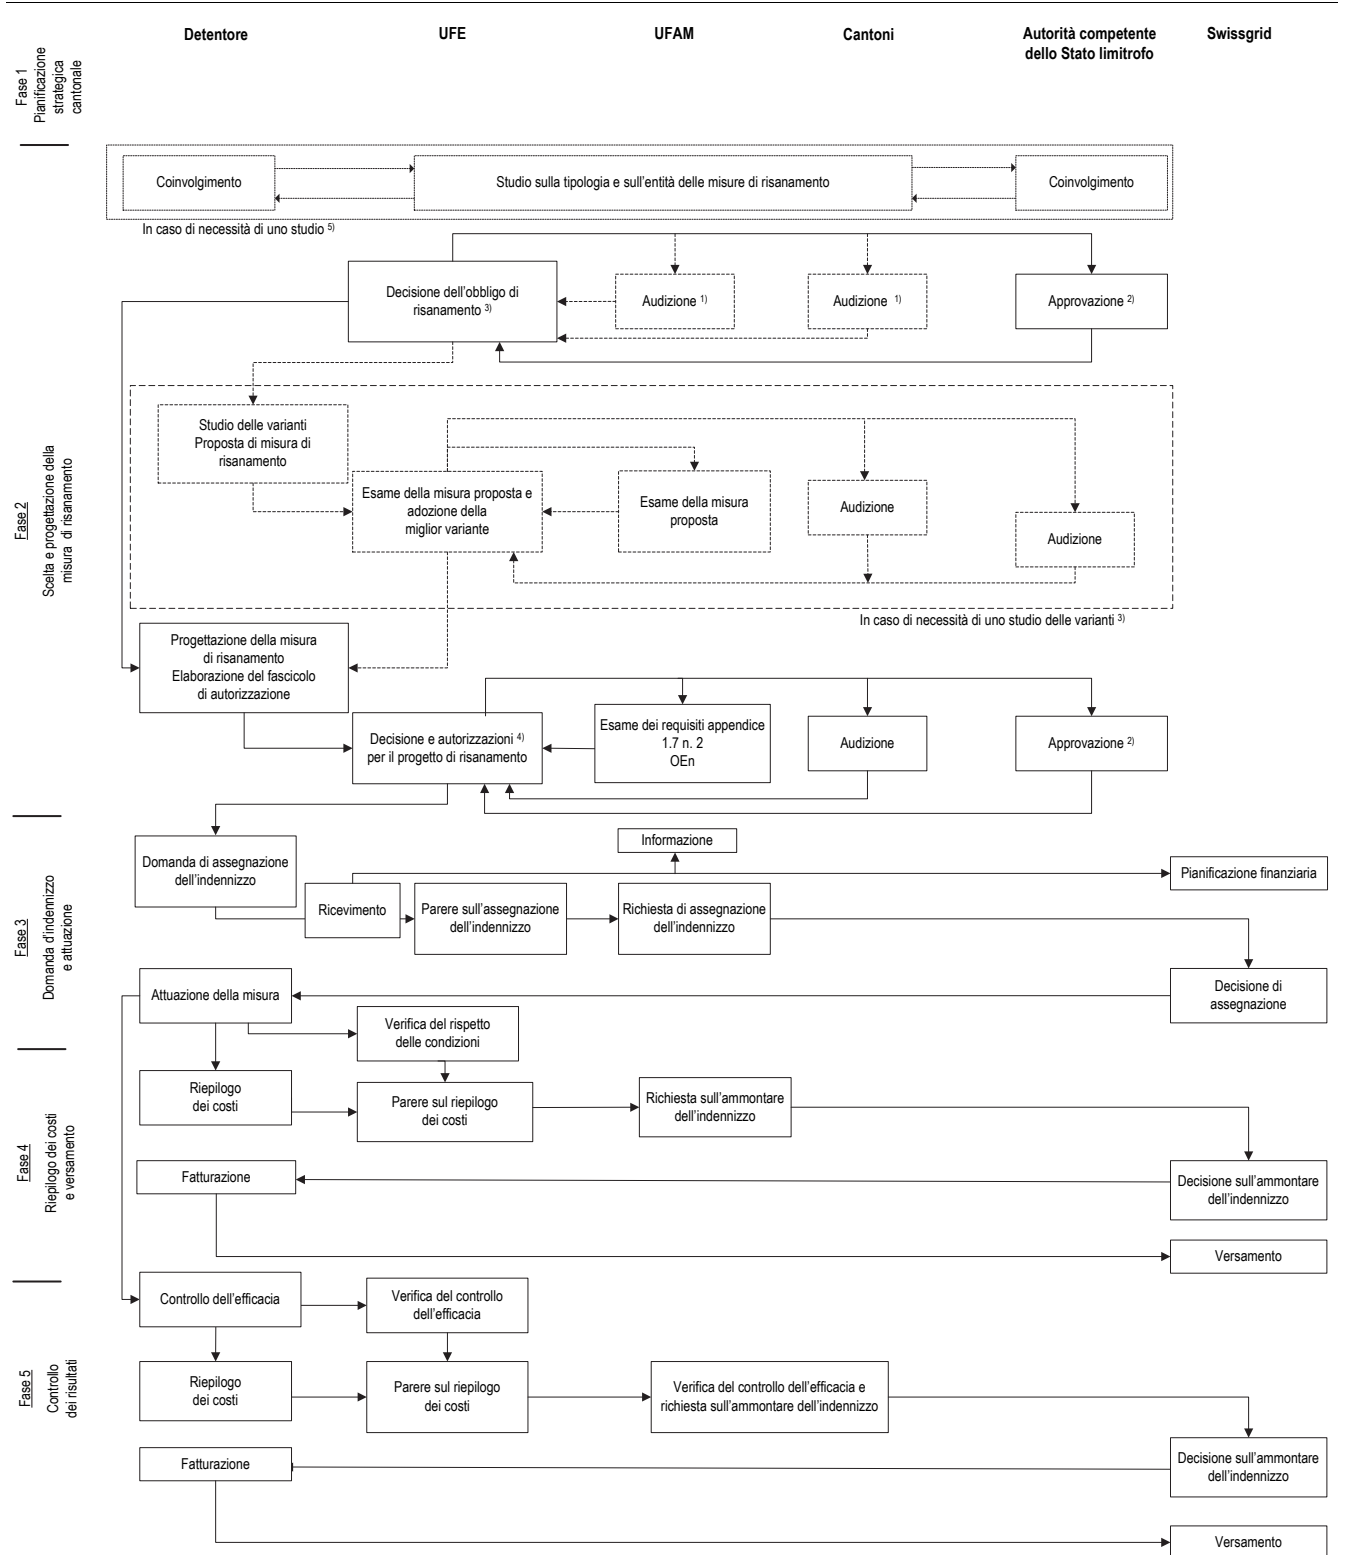 Detentore
UFE
UFAM
Cantoni
Autorità competente
dello Stato limitrofo
Swissgrid
Fase 1
Pianificazione
strategica
cantonale
Coinvolgimento
Studio sulla tipologia e sull'entità delle misure di risanamento
Coinvolgimento
In caso di necessità di uno studio 5)
Fase 2
Scelta e progettazione della
misura di risanamento
Decisione dell'obbligo di
risanamento 3)
Audizione 1)
Audizione 1)
Approvazione 2)
Studio delle varianti
Proposta di misura di
risanamento
Esame della misura proposta e
adozione della
miglior variante
Esame della misura
proposta
Audizione
Audizione
In caso di necessità di uno studio delle varianti 3)
Progettazione della misura
di risanamento
Elaborazione del fascicolo
di autorizzazione
Decisione e autorizzazioni 4)
per il progetto di risanamento
Esame dei requisiti appendice
1.7 n. 2
OEn
Audizione
Approvazione 2)
Fase 3
Domanda d'indennizzo
e attuazione
Domanda di assegnazione
dell'indennizzo
Informazione
Pianificazione finanziaria
Ricevimento
Parere sull'assegnazione
dell'indennizzo
Richiesta di assegnazione
dell'indennizzo
Attuazione della misura
Decisione di
assegnazione
Verifica del rispetto
delle condizioni
Fase 4
Riepilogo dei costi
e versamento
Riepilogo
dei costi
Parere sul riepilogo
dei costi
Richiesta sull'ammontare
dell'indennizzo
Fatturazione
Decisione sull'ammontare
dell'indennizzo
Versamento
Fase 5
Controllo
dei risultati
Controllo dell'efficacia
Verifica del controllo
dell'efficacia
Riepilogo
dei costi
Parere sul riepilogo
dei costi
Verifica del controllo dell'efficacia e
richiesta sull'ammontare dell'indennizzo
Fatturazione
Decisione sull'ammontare
dell'indennizzo
Versamento